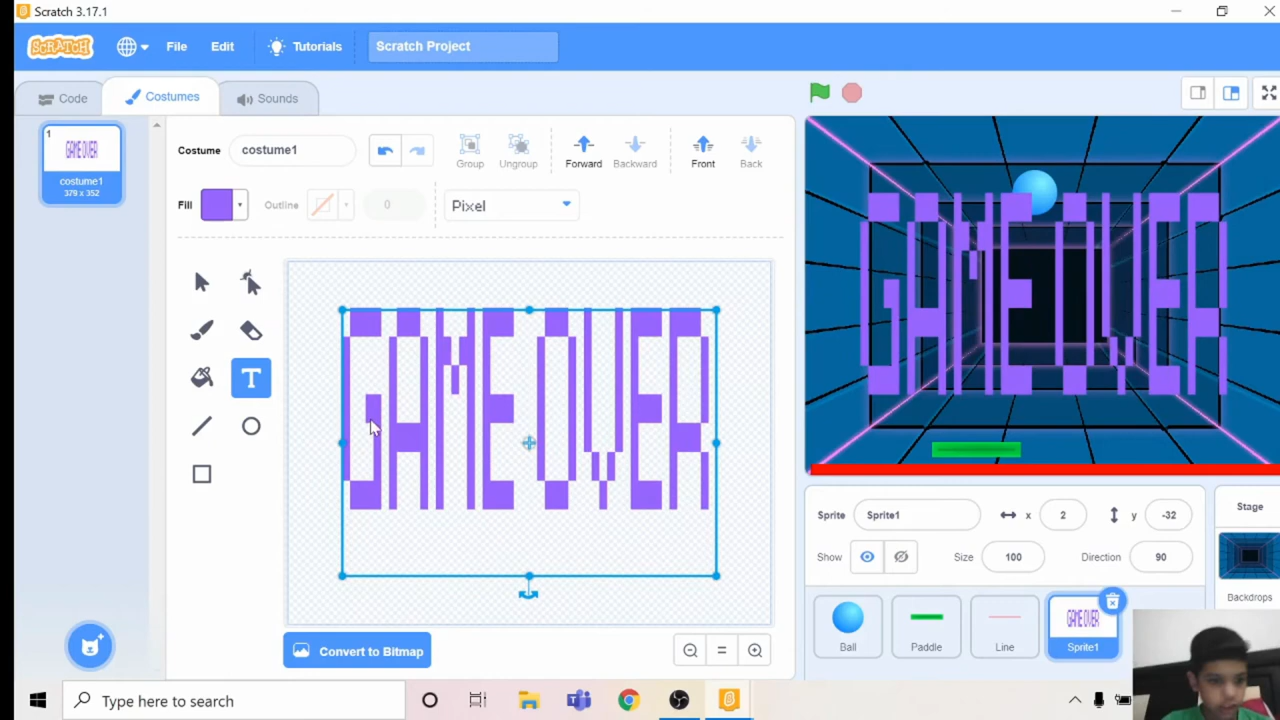 Scratch 3.17.1
SCRATCH File Edit Tutorials Scratch Project
Code Costumes Sounds
1
GAME OVER
costume1
379 x 352
Costume costume1 Group Ungroup Forward Backward Front Back
Fill Outline 0 Pixel
GAME OVER
Convert to Bitmap
GAME OVER
Sprite Sprite1 x 2 y -32
Show Size 100 Direction 90
Ball Paddle Line GAME OVER Sprite1
Stage
Backdrops
Type here to search